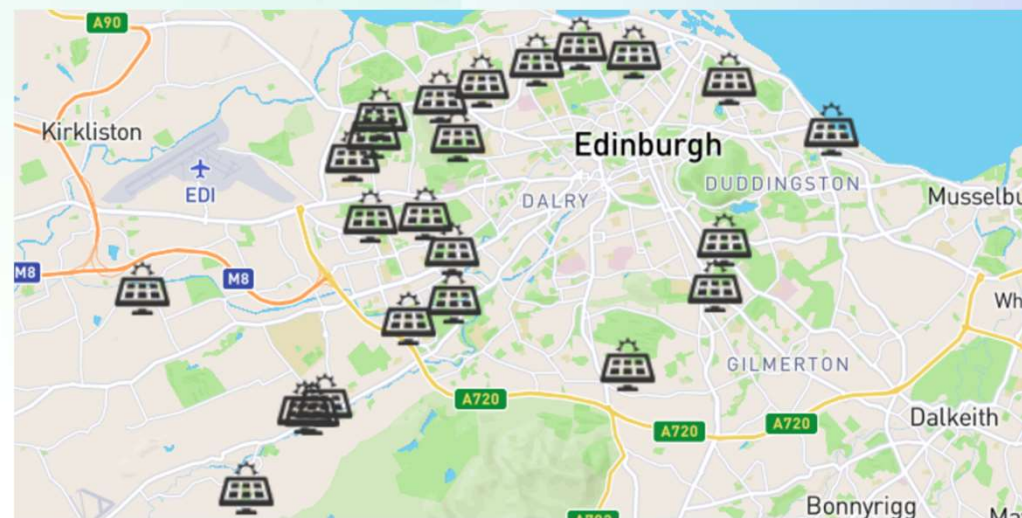 A90
Kirkliston
Edinburgh
EDI
DALRY
DUDDINGSTON
Musselbu
M8
M8
Wh
GILMERTON
A720
Dalkeith
A720
A720
Bonnyrigg